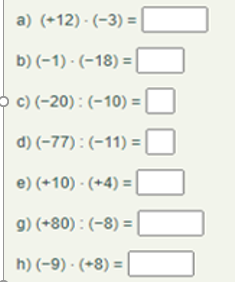 a) (+12) · (−3) =
b) (−1) · (−18) =
c) (−20) : (−10) =
d) (−77) : (−11) =
e) (+10) · (+4) =
g) (+80) : (−8) =
h) (−9) · (+8) =